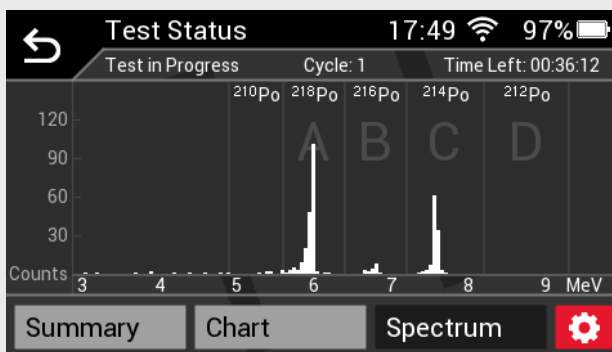 Test Status 17:49 97%
Test in Progress Cycle: 1 Time Left: 00:36:12
²¹⁰Po ²¹⁸Po ²¹⁶Po ²¹⁴Po ²¹²Po
120
A B C D
90
60
30
Counts
3 4 5 6 7 8 9 MeV
Summary Chart Spectrum